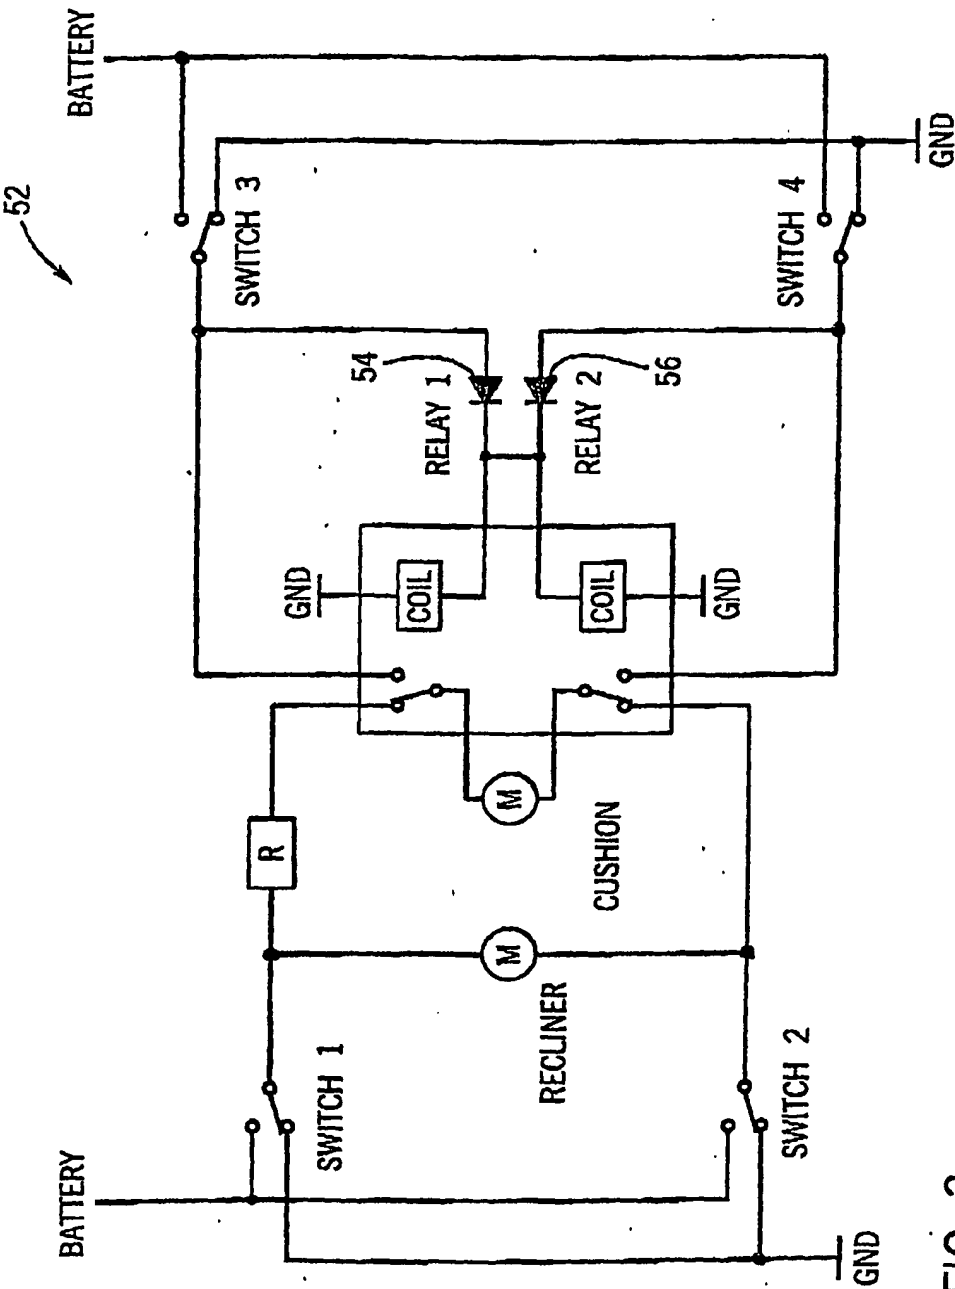 52
BATTERY
BATTERY
GND
GND
SWITCH 1
SWITCH 2
SWITCH 3
SWITCH 4
R
M
RECLINER
M
CUSHION
GND
COIL
COIL
GND
RELAY 1
RELAY 2
54
56